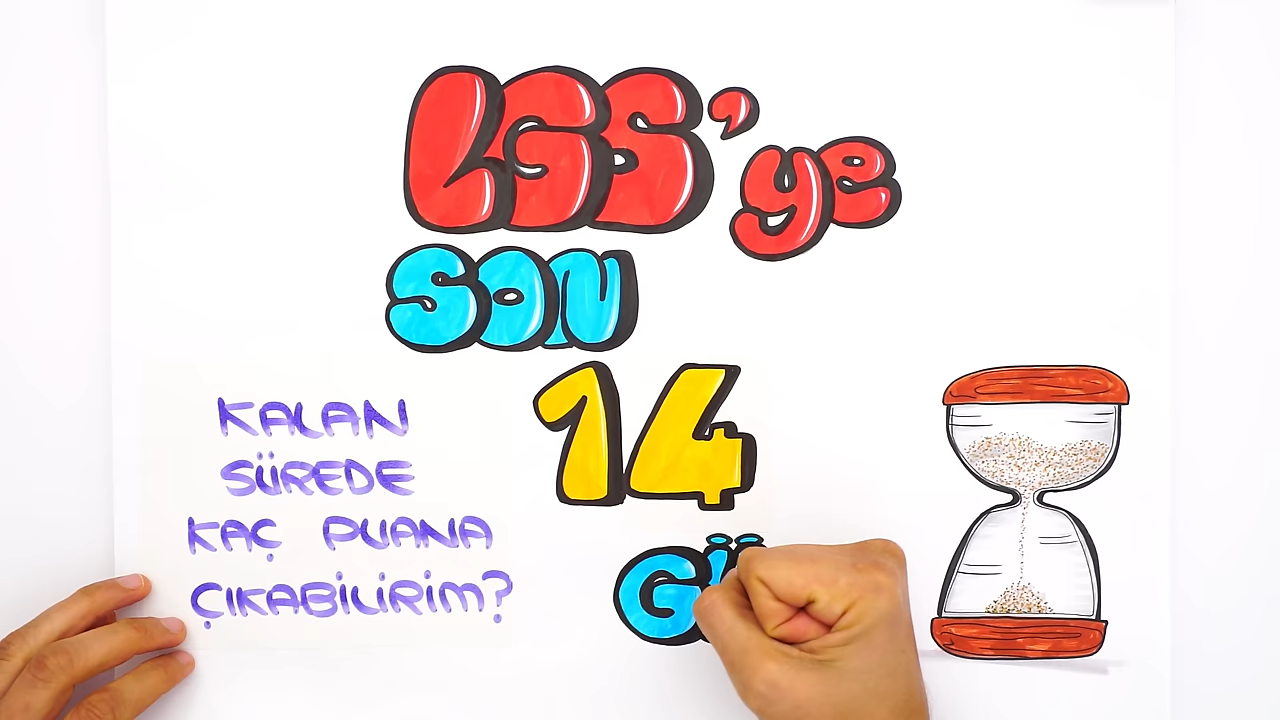 LGS'ye
SON
14
KALAN
SÜREDE
KAÇ PUANA
ÇIKABİLİRİM?